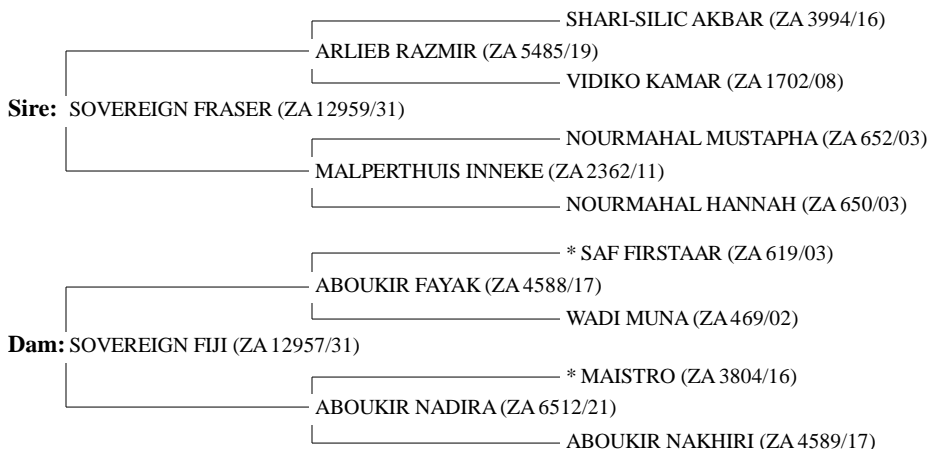 SHARI-SILIC AKBAR (ZA 3994/16)
ARLIEB RAZMIR (ZA 5485/19)
VIDIKO KAMAR (ZA 1702/08)
Sire: SOVEREIGN FRASER (ZA 12959/31)
NOURMAHAL MUSTAPHA (ZA 652/03)
MALPERTHUIS INNEKE (ZA 2362/11)
NOURMAHAL HANNAH (ZA 650/03)
* SAF FIRSTAAR (ZA 619/03)
ABOUKIR FAYAK (ZA 4588/17)
WADI MUNA (ZA 469/02)
Dam: SOVEREIGN FIJI (ZA 12957/31)
* MAISTRO (ZA 3804/16)
ABOUKIR NADIRA (ZA 6512/21)
ABOUKIR NAKHIRI (ZA 4589/17)